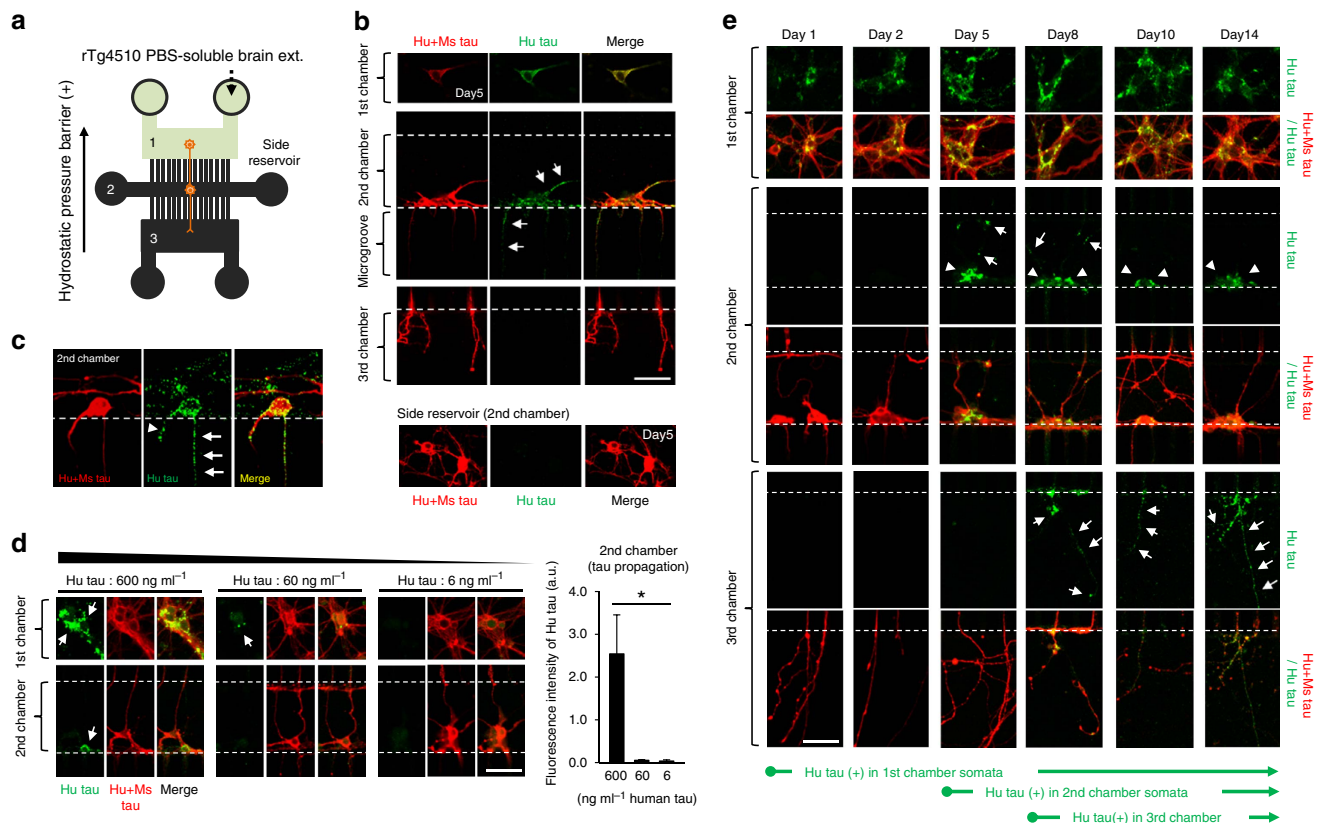 a
rTg4510 PBS-soluble brain ext.
Hydrostatic pressure barrier (+)
1
2
3
Side
reservoir
b
Hu+Ms tau
Hu tau
Merge
1st chamber
Day5
2nd chamber
Microgroove
3rd chamber
Side reservoir (2nd chamber)
Day5
Hu+Ms tau
Hu tau
Merge
c
2nd chamber
Hu+Ms tau
Hu tau
Merge
d
Hu tau : 600 ng ml⁻¹
Hu tau : 60 ng ml⁻¹
Hu tau : 6 ng ml⁻¹
1st chamber
2nd chamber
Hu tau
Hu+Ms
tau
Merge
2nd chamber
(tau propagation)
Fluorescence intensity of Hu tau (a.u.)
4.0
3.0
2.0
1.0
0.0
*
600
60
6
(ng ml⁻¹ human tau)
e
Day 1
Day 2
Day 5
Day8
Day10
Day14
1st chamber
Hu tau
Hu+Ms tau
/ Hu tau
2nd chamber
Hu tau
Hu+Ms tau
/ Hu tau
3rd chamber
Hu tau
Hu+Ms tau
/ Hu tau
Hu tau (+) in 1st chamber somata
Hu tau (+) in 2nd chamber somata
Hu tau(+) in 3rd chamber